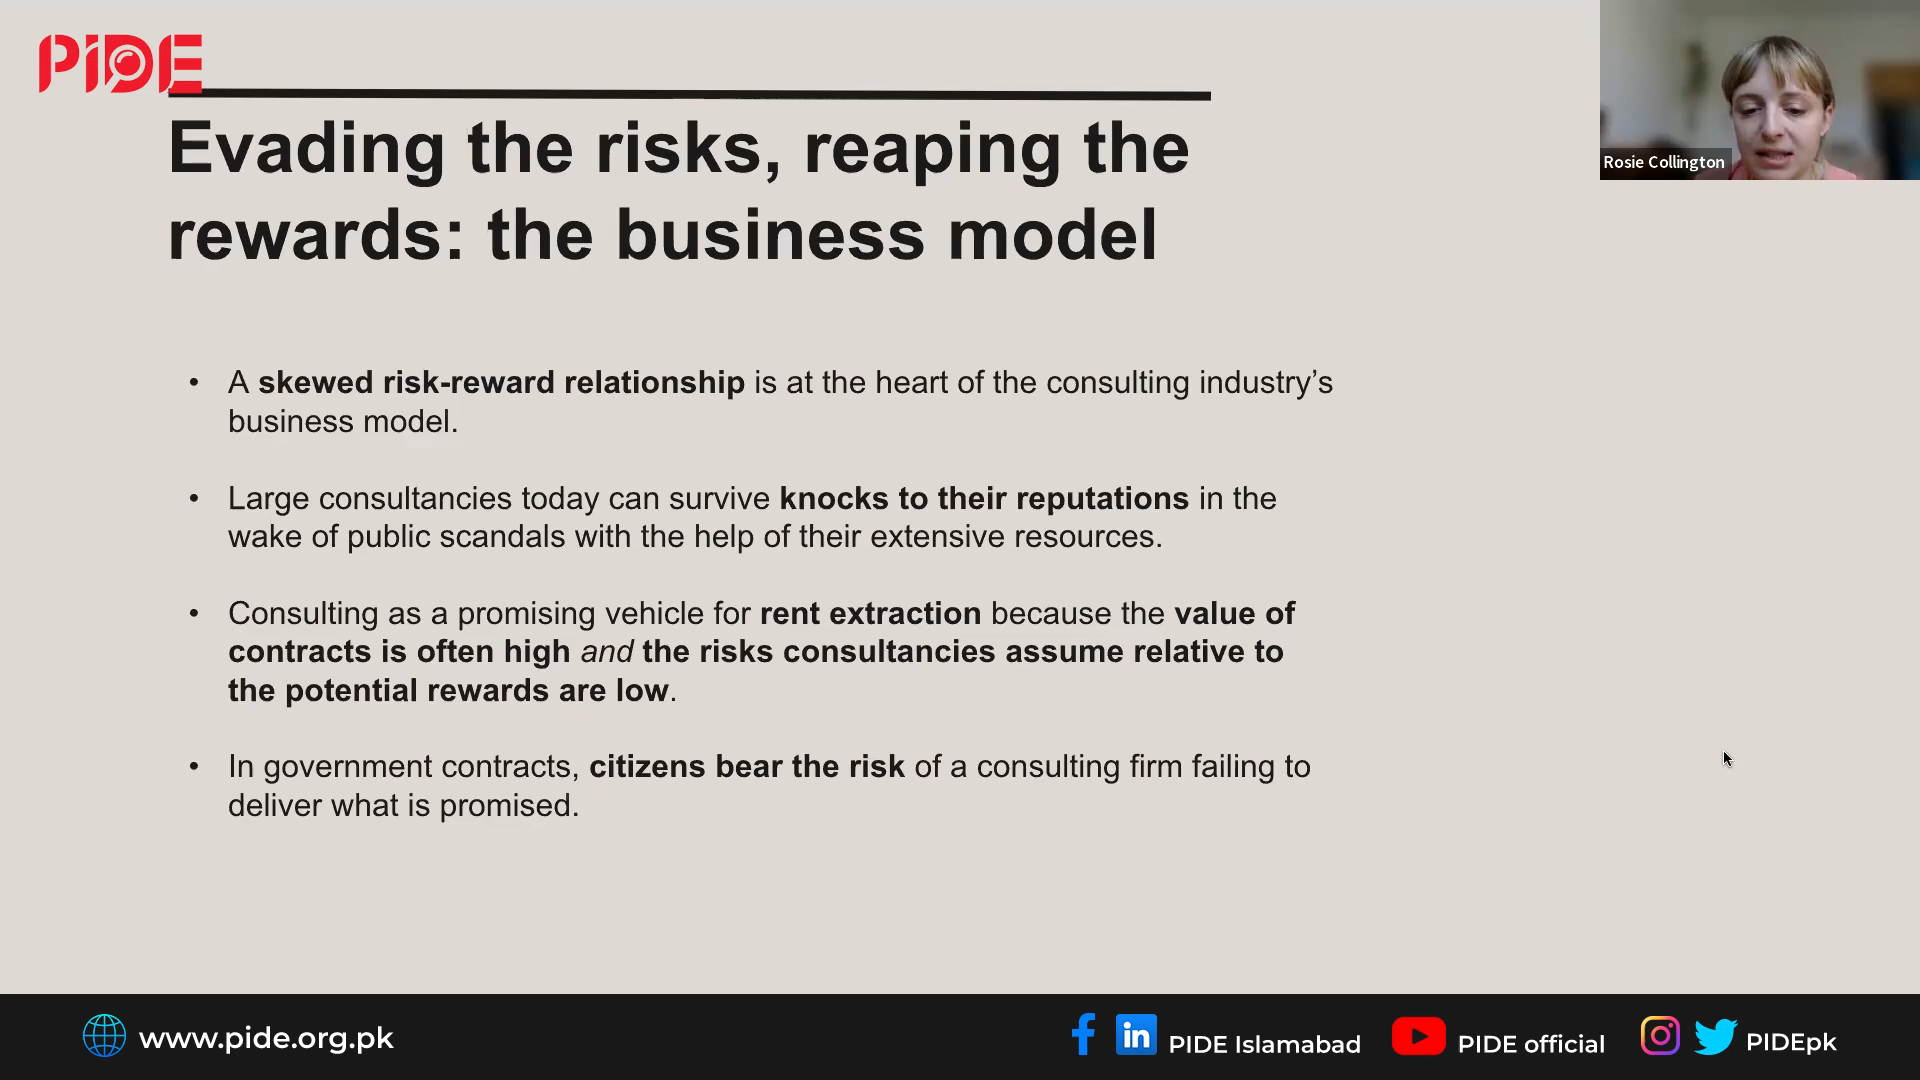 PIDE
Rosie Collington
Evading the risks, reaping the
rewards: the business model
• A skewed risk-reward relationship is at the heart of the consulting industry’s
business model.
• Large consultancies today can survive knocks to their reputations in the
wake of public scandals with the help of their extensive resources.
• Consulting as a promising vehicle for rent extraction because the value of
contracts is often high and the risks consultancies assume relative to
the potential rewards are low.
• In government contracts, citizens bear the risk of a consulting firm failing to
deliver what is promised.
www.pide.org.pk
PIDE Islamabad
PIDE official
PIDEpk